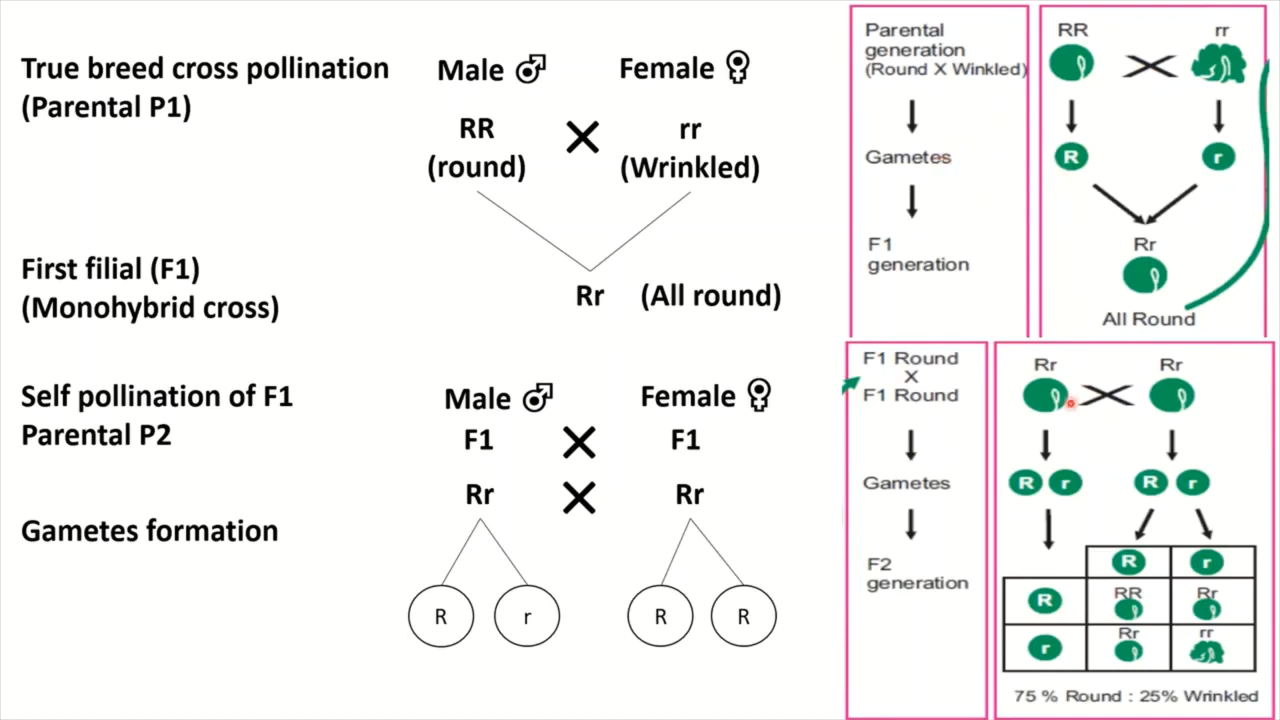 True breed cross pollination
(Parental P1)
Male ♂ Female ♀
RR × rr
(round) (Wrinkled)
First filial (F1)
(Monohybrid cross)
Rr (All round)
Self pollination of F1
Parental P2
Male ♂ Female ♀
F1 × F1
Rr × Rr
Gametes formation
R r R R
Parental
generation
(Round X Winkled)
Gametes
F1
generation
RR rr
R r
Rr
All Round
F1 Round
X
F1 Round
Gametes
F2
generation
Rr Rr
R r R r
R r
R RR Rr
r Rr rr
75 % Round : 25% Wrinkled